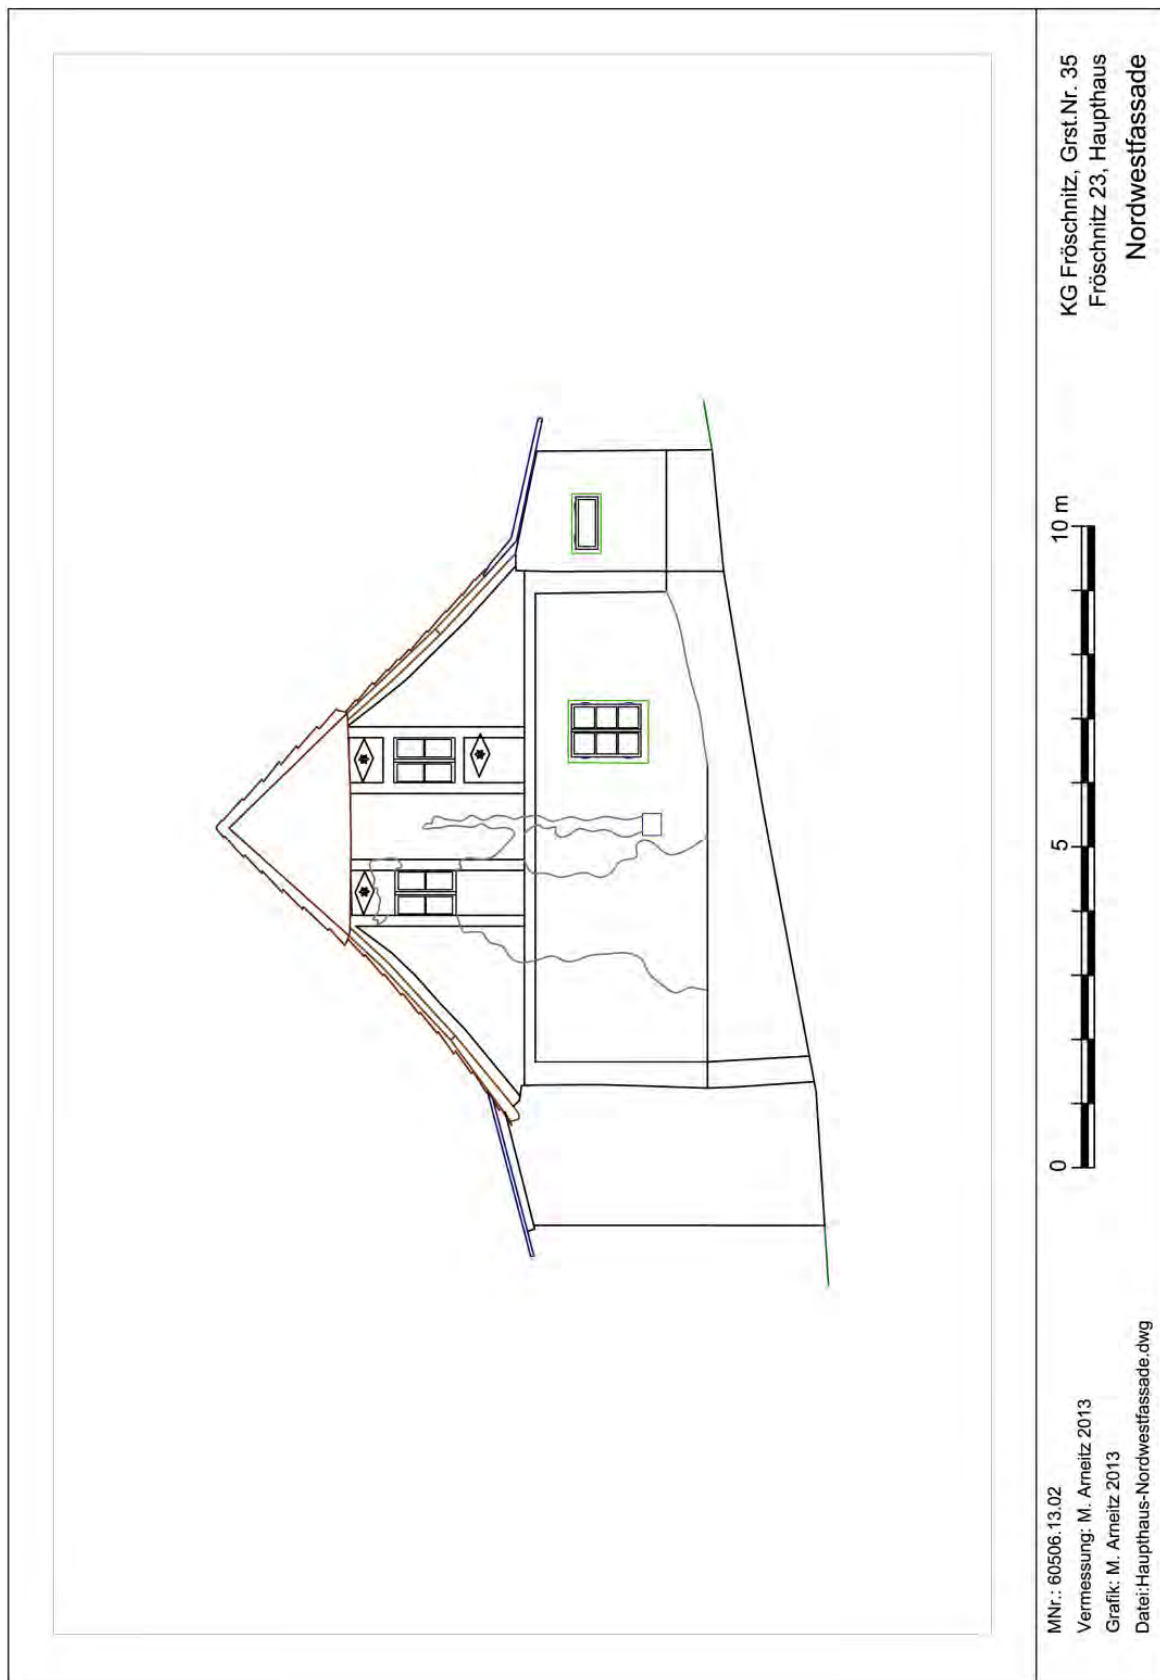 MNr.: 60506.13.02
Vermessung: M. Arneitz 2013
Grafik: M. Arneitz 2013
Datei:Haupthaus-Nordwestfassade.dwg
0
5
10 m
KG Fröschnitz, Grst.Nr. 35
Fröschnitz 23, Haupthaus
Nordwestfassade